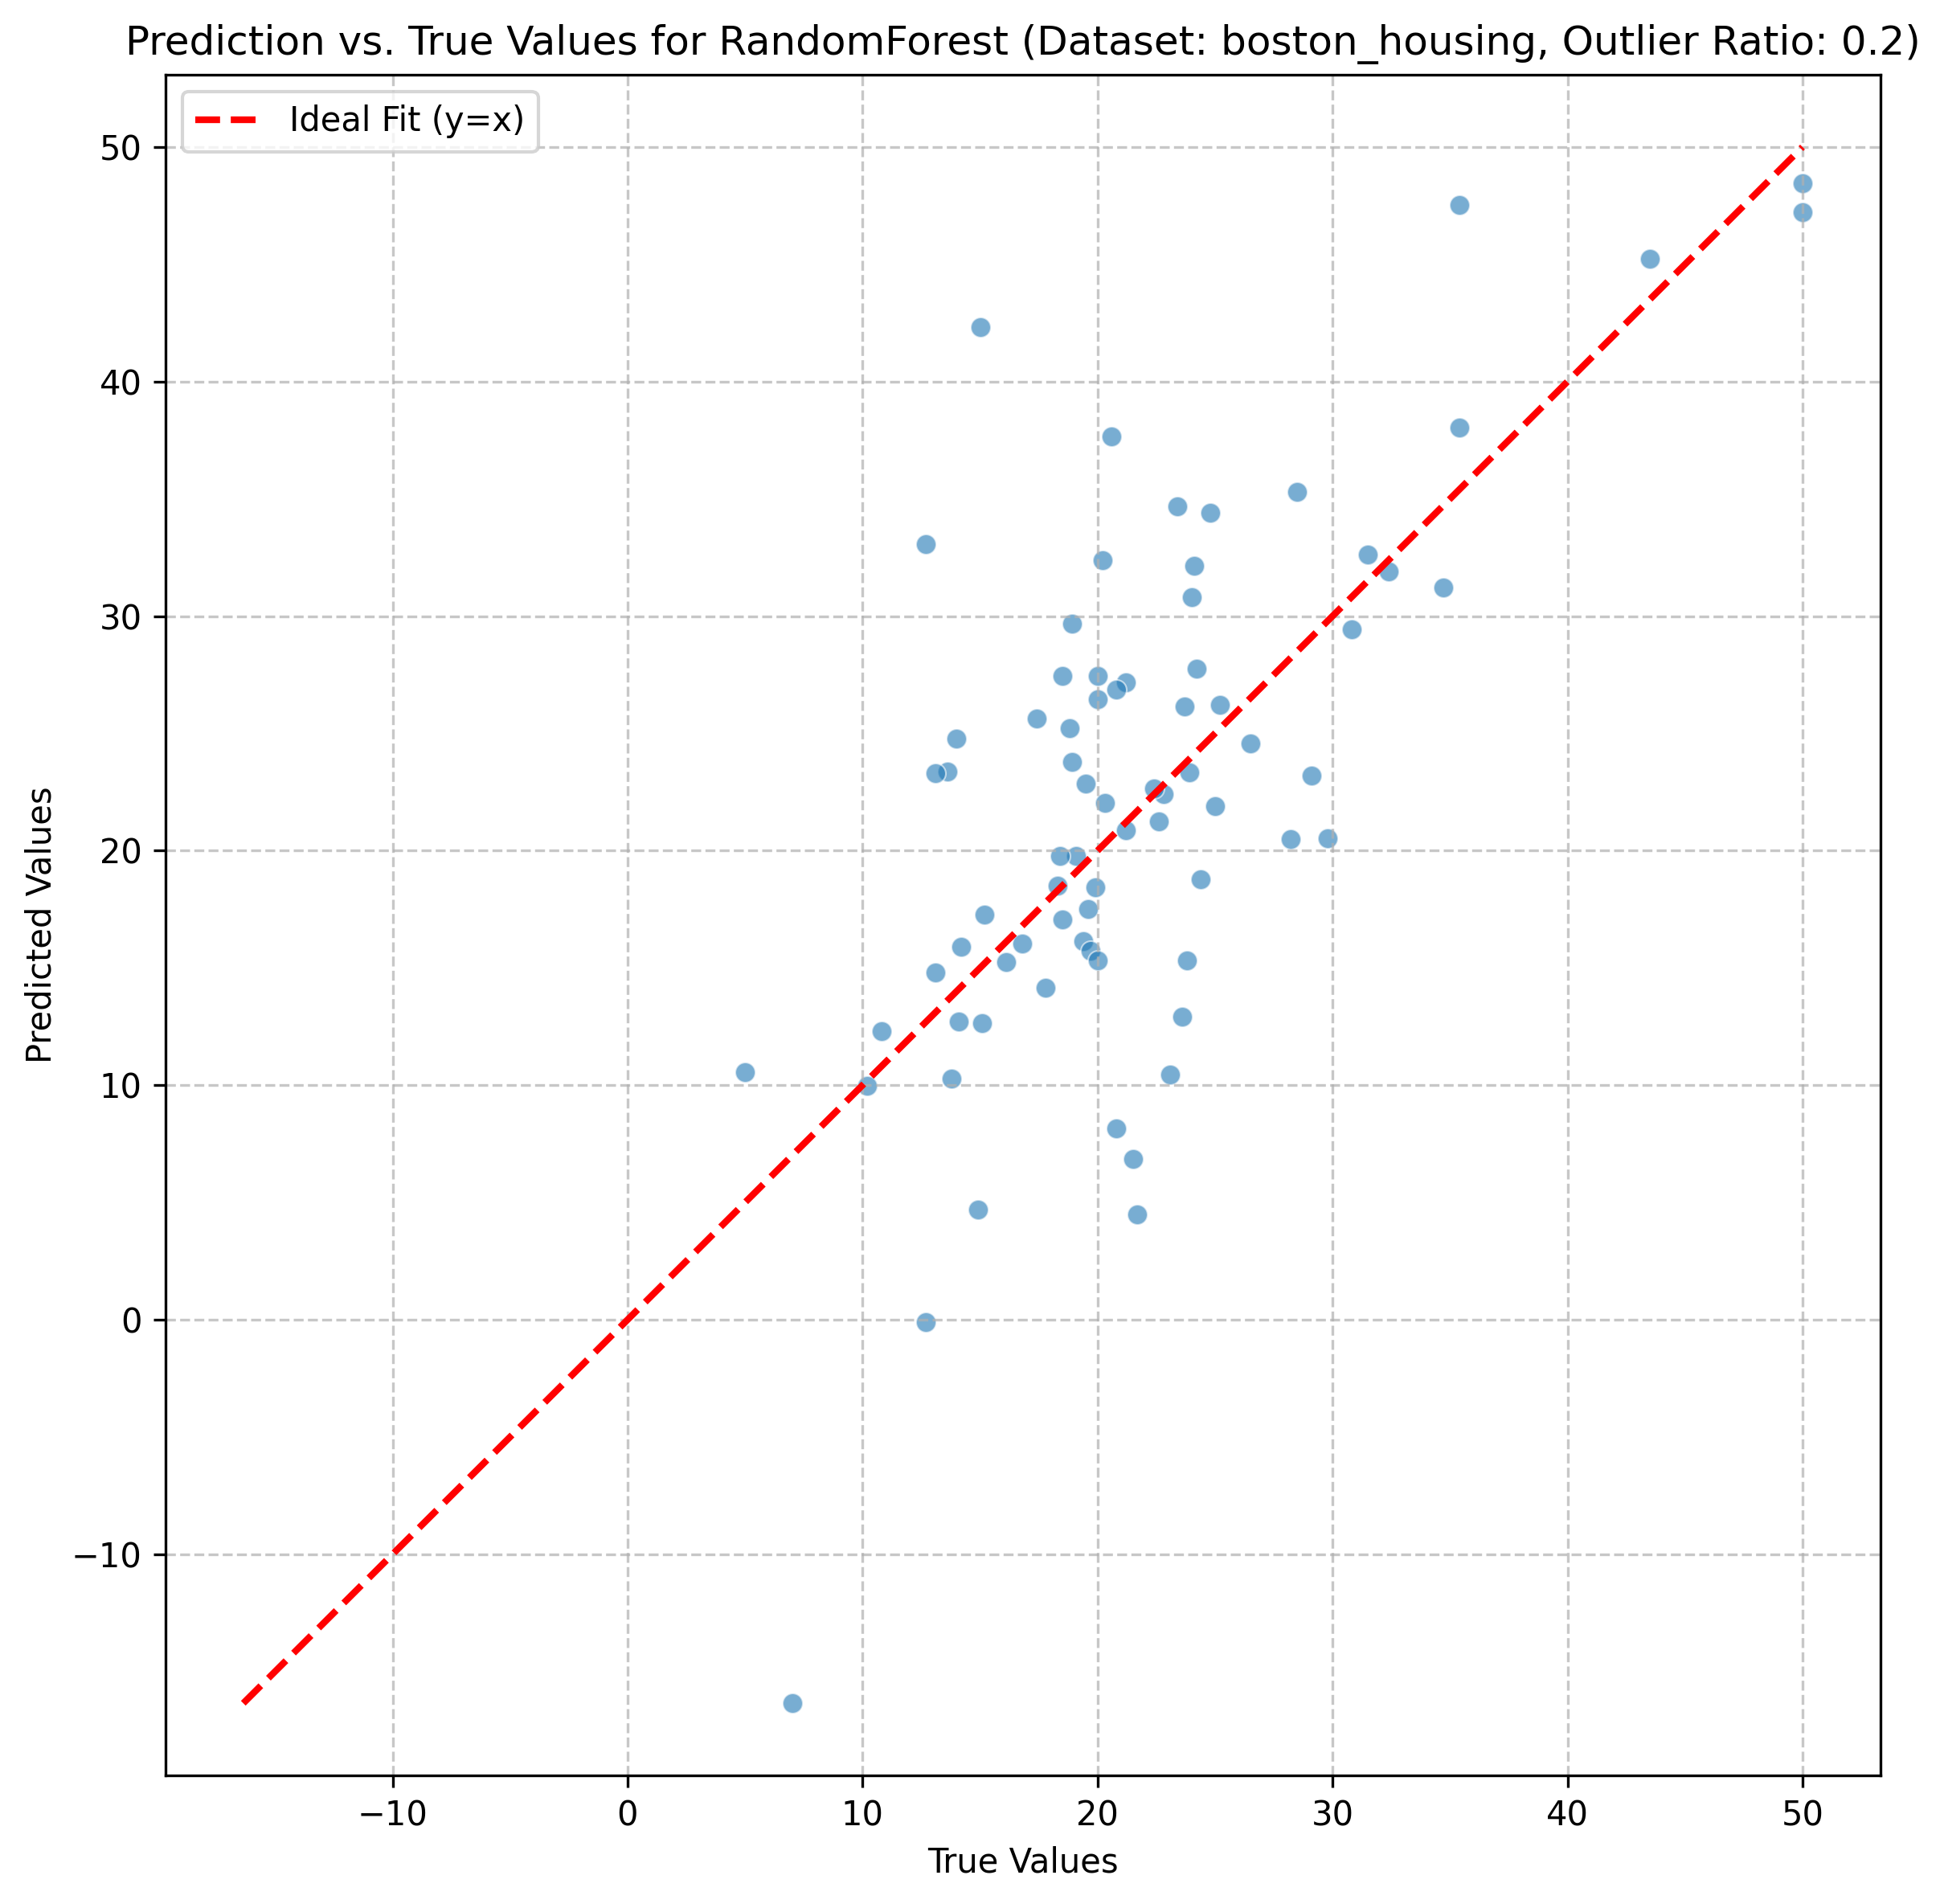 Prediction vs. True Values for RandomForest (Dataset: boston_housing, Outlier Ratio: 0.2)
Ideal Fit (y=x)
50
40
30
20
10
0
−10
Predicted Values
−10 0 10 20 30 40 50
True Values